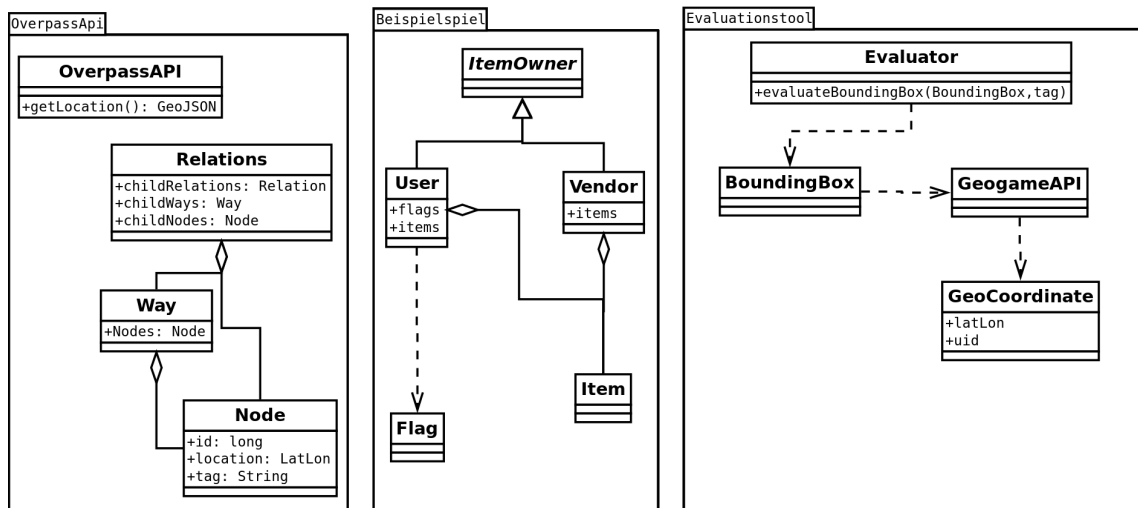 OverpassApi
OverpassAPI
+getLocation(): GeoJSON
Relations
+childRelations: Relation
+childWays: Way
+childNodes: Node
Way
+Nodes: Node
Node
+id: long
+location: LatLon
+tag: String
Beispielspiel
ItemOwner
User
+flags
+items
Vendor
+items
Item
Flag
Evaluationstool
Evaluator
+evaluateBoundingBox(BoundingBox,tag)
BoundingBox
GeogameAPI
GeoCoordinate
+latLon
+uid